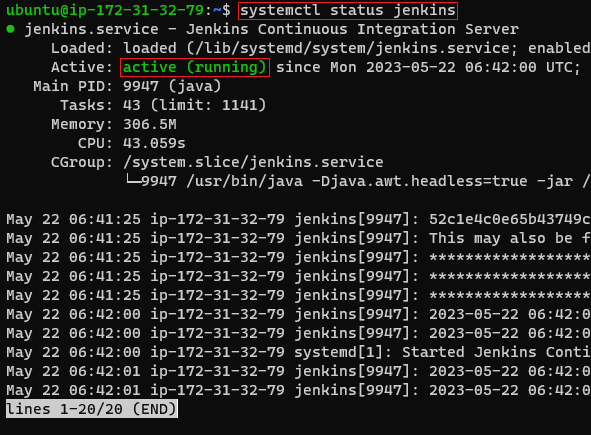 ubuntu@ip-172-31-32-79:~$ systemctl status jenkins
● jenkins.service - Jenkins Continuous Integration Server
Loaded: loaded (/lib/systemd/system/jenkins.service; enabled
Active: active (running) since Mon 2023-05-22 06:42:00 UTC;
Main PID: 9947 (java)
Tasks: 43 (limit: 1141)
Memory: 306.5M
CPU: 43.059s
CGroup: /system.slice/jenkins.service
└─9947 /usr/bin/java -Djava.awt.headless=true -jar /
May 22 06:41:25 ip-172-31-32-79 jenkins[9947]: 52c1e4c0e65b43749c
May 22 06:41:25 ip-172-31-32-79 jenkins[9947]: This may also be f
May 22 06:41:25 ip-172-31-32-79 jenkins[9947]: ******************
May 22 06:41:25 ip-172-31-32-79 jenkins[9947]: ******************
May 22 06:41:25 ip-172-31-32-79 jenkins[9947]: ******************
May 22 06:42:00 ip-172-31-32-79 jenkins[9947]: 2023-05-22 06:42:0
May 22 06:42:00 ip-172-31-32-79 jenkins[9947]: 2023-05-22 06:42:0
May 22 06:42:00 ip-172-31-32-79 systemd[1]: Started Jenkins Conti
May 22 06:42:01 ip-172-31-32-79 jenkins[9947]: 2023-05-22 06:42:0
May 22 06:42:01 ip-172-31-32-79 jenkins[9947]: 2023-05-22 06:42:0
lines 1-20/20 (END)